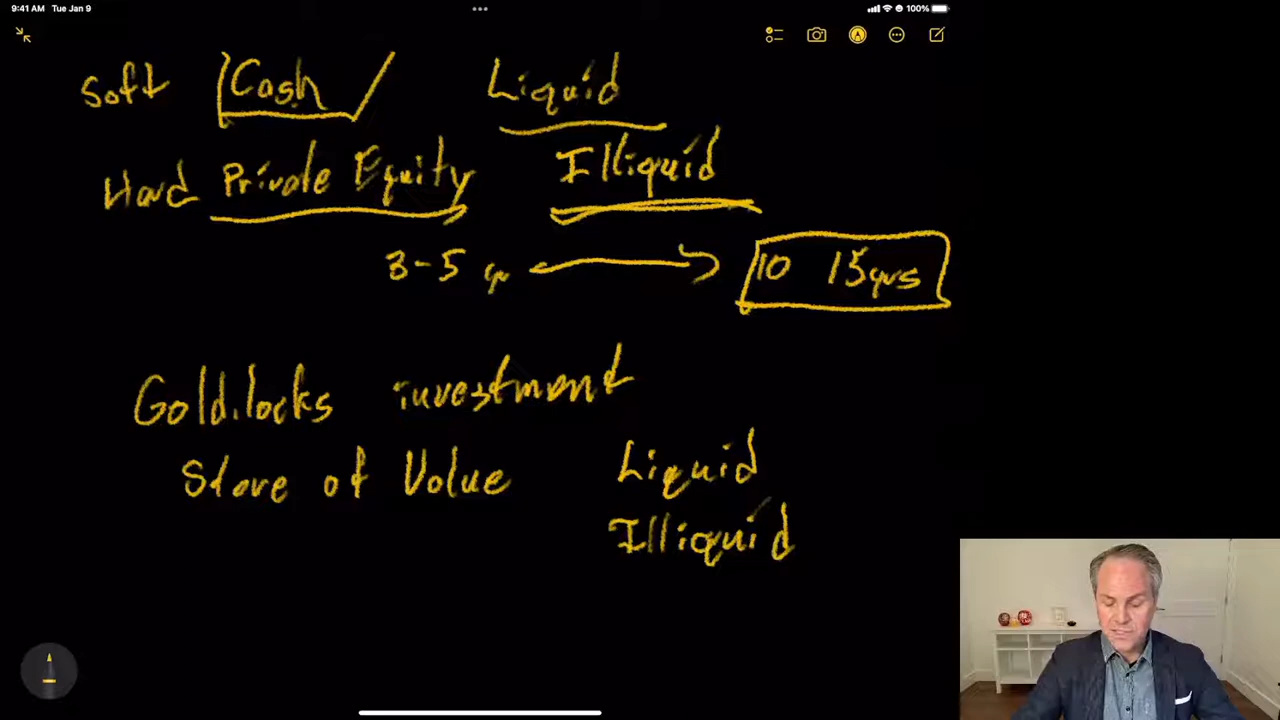 9:41 AM Tue Jan 9
100%
Soft Cash / Liquid
Hard Private Equity Illiquid
3-5 yr 10 15yrs
Goldilocks investment
Store of Value Liquid
Illiquid